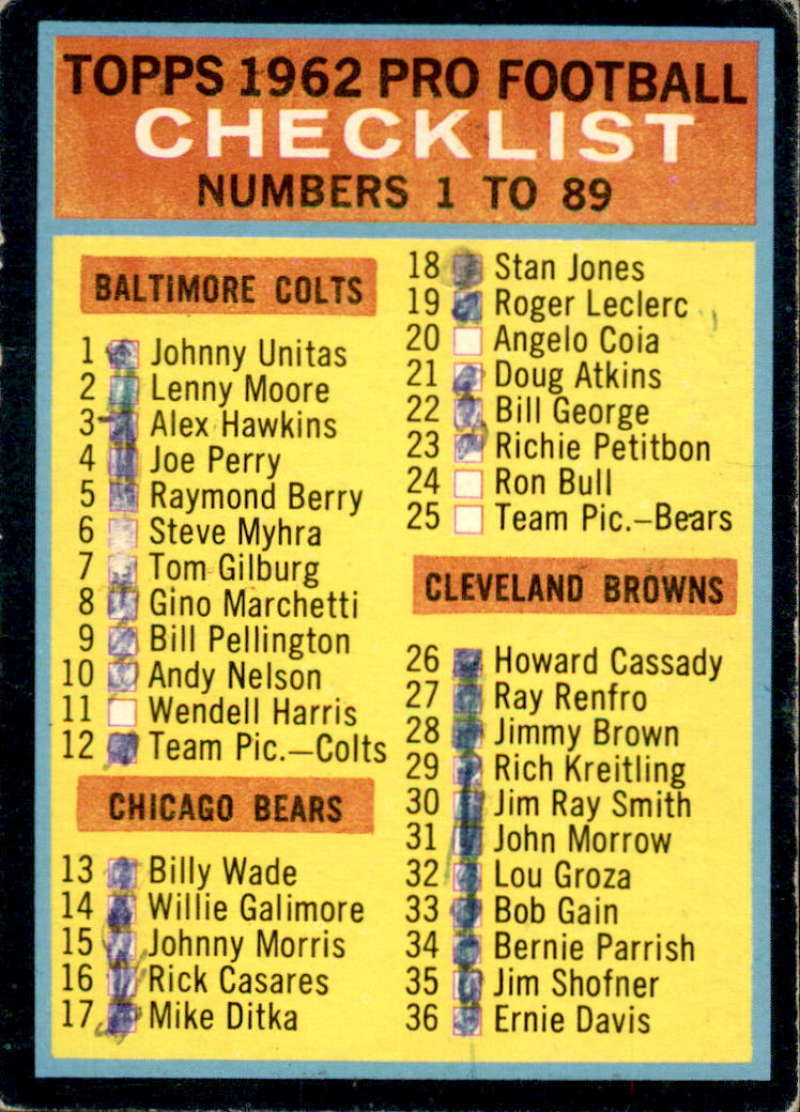 TOPPS 1962 PRO FOOTBALL
CHECKLIST
NUMBERS 1 TO 89
BALTIMORE COLTS
1 Johnny Unitas
2 Lenny Moore
3 Alex Hawkins
4 Joe Perry
5 Raymond Berry
6 Steve Myhra
7 Tom Gilburg
8 Gino Marchetti
9 Bill Pellington
10 Andy Nelson
11 Wendell Harris
12 Team Pic.—Colts
CHICAGO BEARS
13 Billy Wade
14 Willie Galimore
15 Johnny Morris
16 Rick Casares
17 Mike Ditka
18 Stan Jones
19 Roger Leclerc
20 Angelo Coia
21 Doug Atkins
22 Bill George
23 Richie Petitbon
24 Ron Bull
25 Team Pic.—Bears
CLEVELAND BROWNS
26 Howard Cassady
27 Ray Renfro
28 Jimmy Brown
29 Rich Kreitling
30 Jim Ray Smith
31 John Morrow
32 Lou Groza
33 Bob Gain
34 Bernie Parrish
35 Jim Shofner
36 Ernie Davis